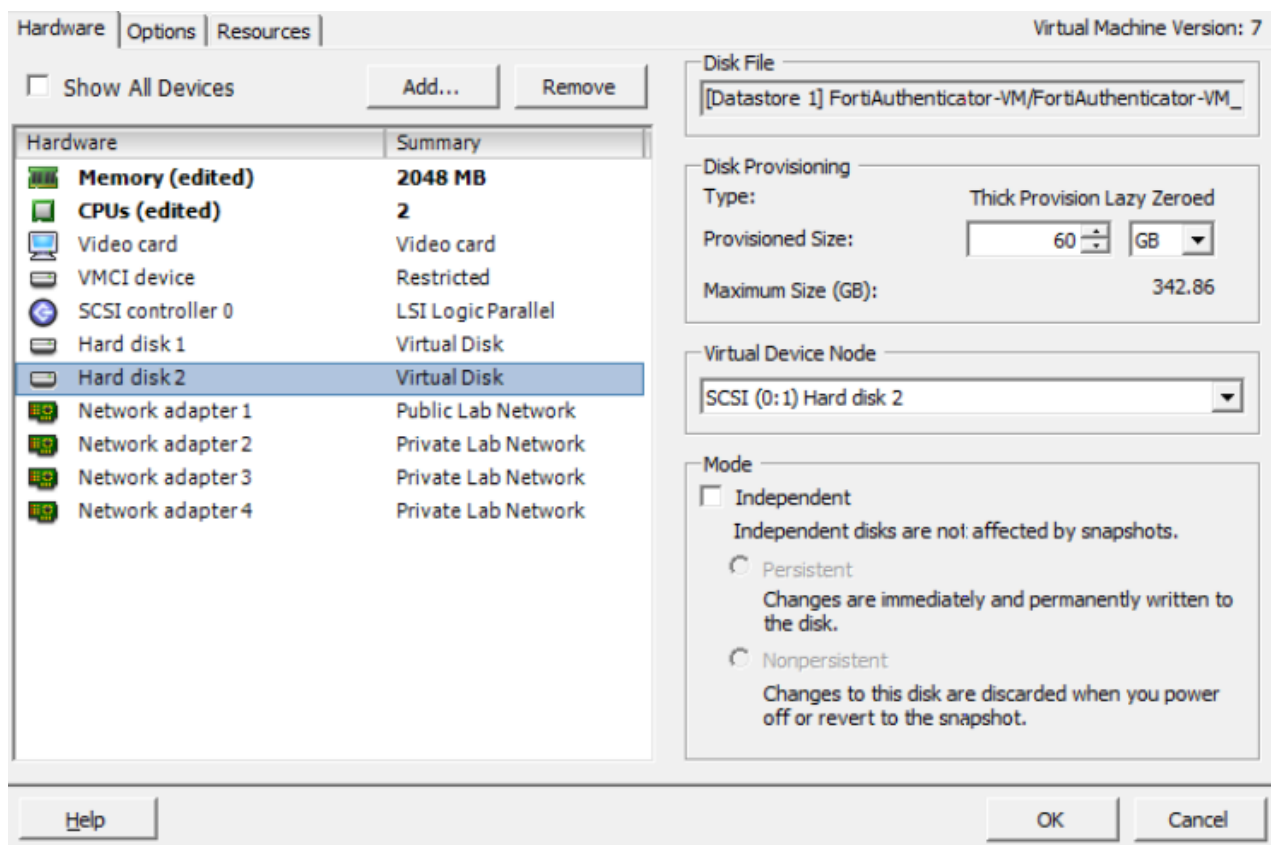 Hardware Options Resources Virtual Machine Version: 7
Show All Devices Add... Remove
Hardware Summary
Memory (edited) 2048 MB
CPUs (edited) 2
Video card Video card
VMCI device Restricted
SCSI controller 0 LSI Logic Parallel
Hard disk 1 Virtual Disk
Hard disk 2 Virtual Disk
Network adapter 1 Public Lab Network
Network adapter 2 Private Lab Network
Network adapter 3 Private Lab Network
Network adapter 4 Private Lab Network
Disk File
[Datastore 1] FortiAuthenticator-VM/FortiAuthenticator-VM_
Disk Provisioning
Type: Thick Provision Lazy Zeroed
Provisioned Size: 60 GB
Maximum Size (GB): 342.86
Virtual Device Node
SCSI (0:1) Hard disk 2
Mode
Independent
Independent disks are not affected by snapshots.
Persistent
Changes are immediately and permanently written to
the disk.
Nonpersistent
Changes to this disk are discarded when you power
off or revert to the snapshot.
Help OK Cancel